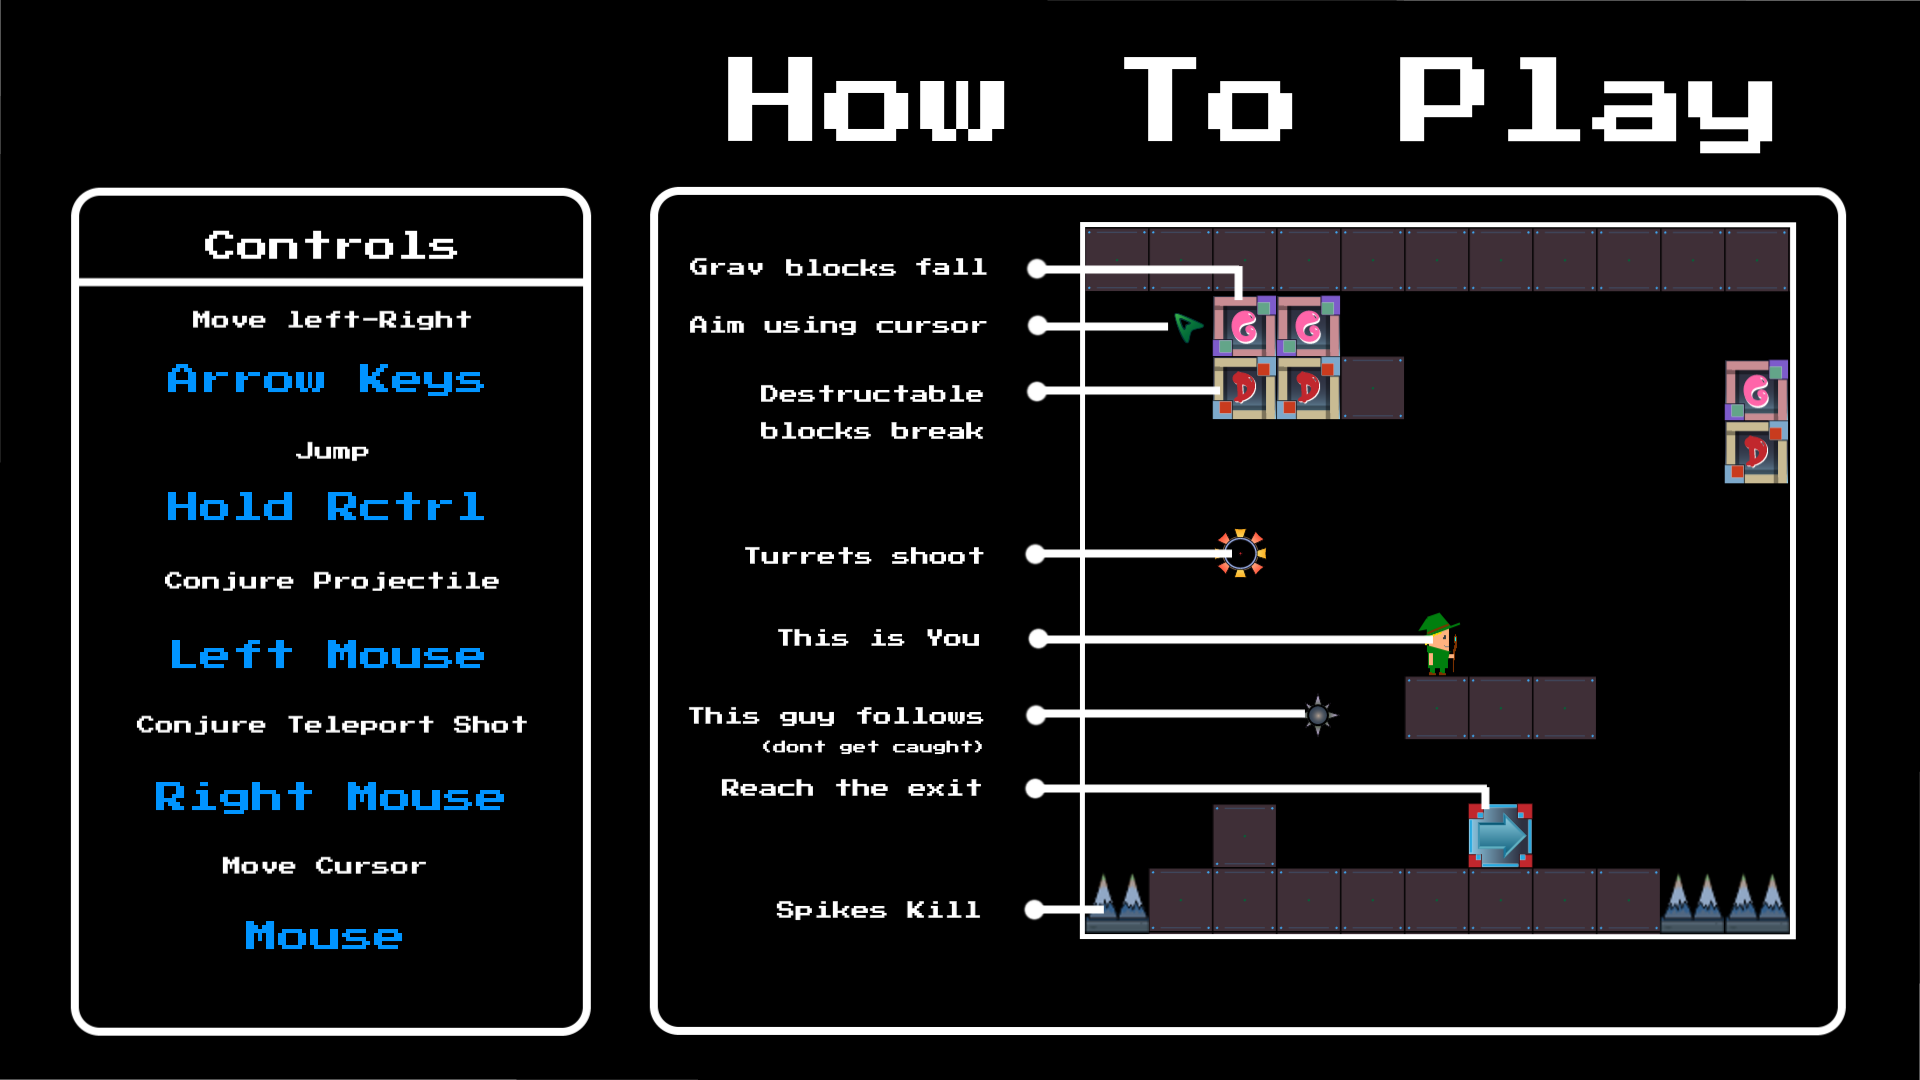 How To Play
Controls
Move left-Right
Arrow Keys
Jump
Hold Rctrl
Conjure Projectile
Left Mouse
Conjure Teleport Shot
Right Mouse
Move Cursor
Mouse
Grav blocks fall
Aim using cursor
Destructable
blocks break
Turrets shoot
This is You
This guy follows
(dont get caught)
Reach the exit
Spikes Kill
G G
D D
G
D